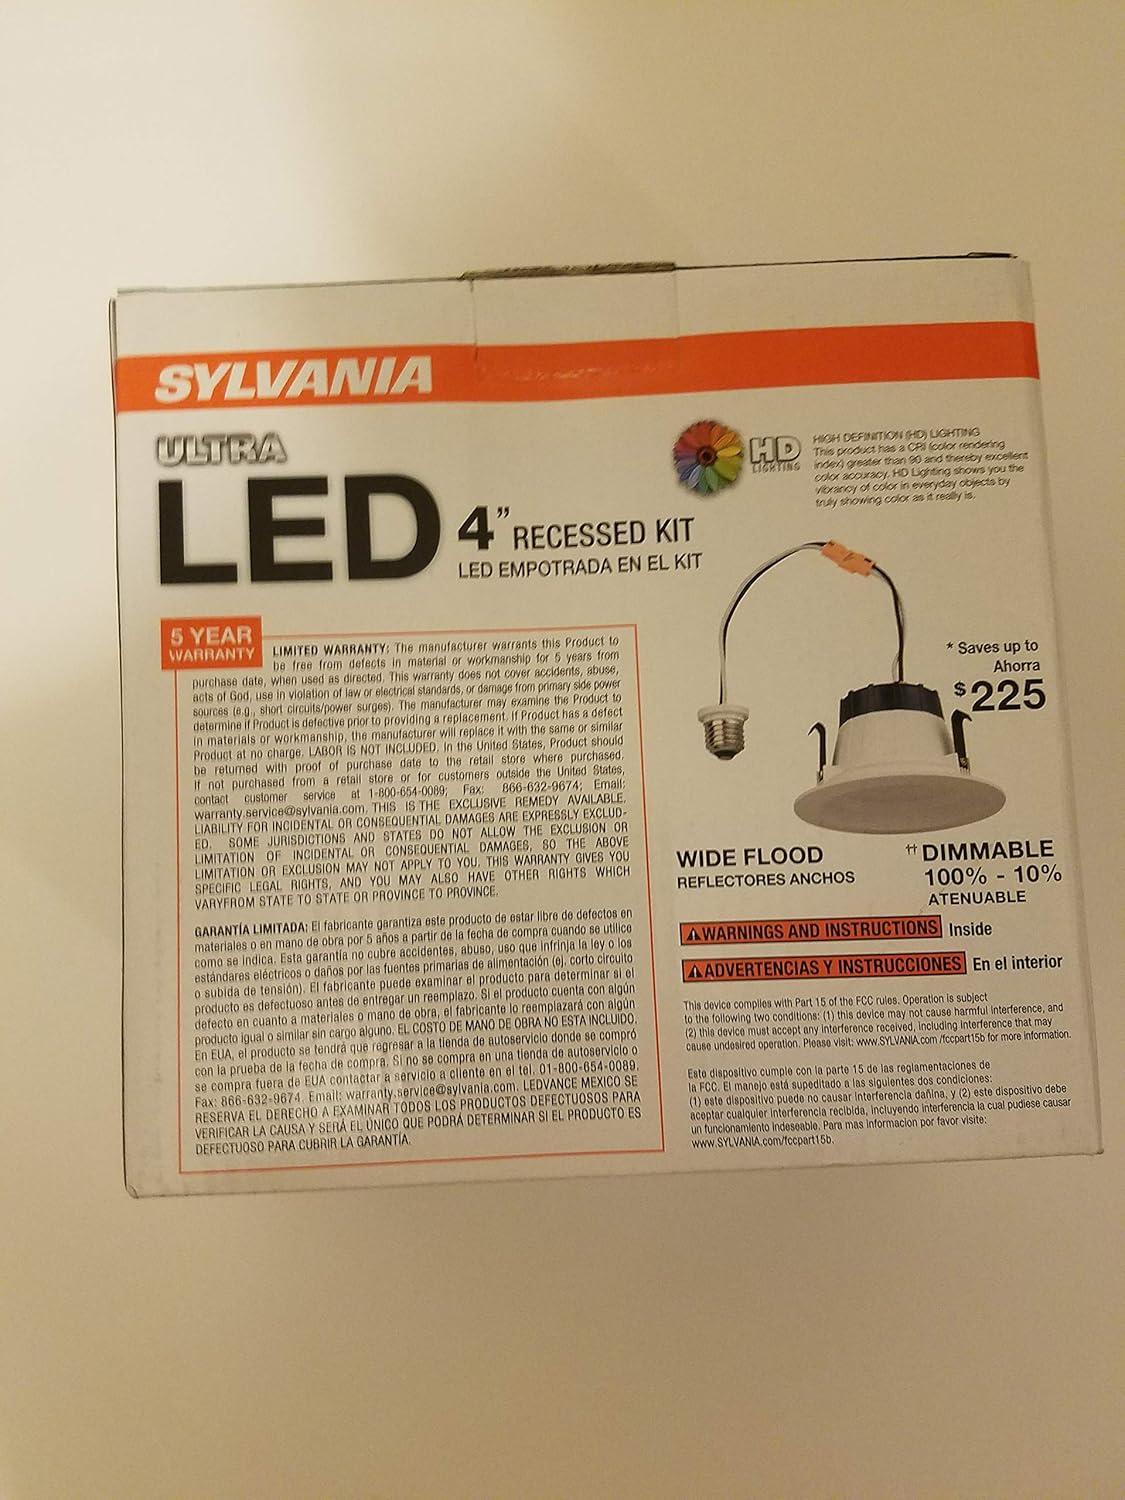 SYLVANIA
ULTRA
LED 4" RECESSED KIT
LED EMPOTRADA EN EL KIT
HD
LIGHTING
HIGH DEFINITION (HD) LIGHTING
This product has a CRI (color rendering
index) greater than 90 and thereby excellent
color accuracy. HD Lighting shows you the
vibrancy of color in everyday objects by
truly showing color as it really is.
5 YEAR
WARRANTY
LIMITED WARRANTY: The manufacturer warrants this Product to
be free from defects in material or workmanship for 5 years from
purchase date, when used as directed. This warranty does not cover accidents, abuse,
acts of God, use in violation of law or electrical standards, or damage from primary side power
sources (e.g., short circuits/power surges). The manufacturer may examine the Product to
determine if Product is defective prior to providing a replacement. If Product has a defect
in materials or workmanship, the manufacturer will replace it with the same or similar
Product at no charge. LABOR IS NOT INCLUDED. In the United States, Product should
be returned with proof of purchase date to the retail store where purchased.
If not purchased from a retail store or for customers outside the United States,
contact customer service at 1-800-654-0089; Fax: 866-632-9674; Email:
warranty.service@sylvania.com. THIS IS THE EXCLUSIVE REMEDY AVAILABLE.
LIABILITY FOR INCIDENTAL OR CONSEQUENTIAL DAMAGES ARE EXPRESSLY EXCLUD-
ED. SOME JURISDICTIONS AND STATES DO NOT ALLOW THE EXCLUSION OR
LIMITATION OF INCIDENTAL OR CONSEQUENTIAL DAMAGES, SO THE ABOVE
LIMITATION OR EXCLUSION MAY NOT APPLY TO YOU. THIS WARRANTY GIVES YOU
SPECIFIC LEGAL RIGHTS, AND YOU MAY ALSO HAVE OTHER RIGHTS WHICH
VARYFROM STATE TO STATE OR PROVINCE TO PROVINCE.
GARANTÍA LIMITADA: El fabricante garantiza este producto de estar libre de defectos en
materiales o en mano de obra por 5 años a partir de la fecha de compra cuando se utilice
como se indica. Esta garantía no cubre accidentes, abuso, uso que infrinja la ley o los
estándares eléctricos o daños por las fuentes primarias de alimentación (ej. corto circuito
o subida de tensión). El fabricante puede examinar el producto para determinar si el
producto es defectuoso antes de entregar un reemplazo. Si el producto cuenta con algún
defecto en cuanto a materiales o mano de obra, el fabricante lo reemplazará con algún
producto igual o similar sin cargo alguno. EL COSTO DE MANO DE OBRA NO ESTA INCLUIDO.
En EUA, el producto se tendrá que regresar a la tienda de autoservicio donde se compró
con la prueba de la fecha de compra. Si no se compra en una tienda de autoservicio o
se compra fuera de EUA contactar a servicio a cliente en el tel. 01-800-654-0089.
Fax: 866-632-9674. Email: warranty.service@sylvania.com. LEDVANCE MEXICO SE
RESERVA EL DERECHO A EXAMINAR TODOS LOS PRODUCTOS DEFECTUOSOS PARA
VERIFICAR LA CAUSA Y SERÁ EL ÚNICO QUE PODRÁ DETERMINAR SI EL PRODUCTO ES
DEFECTUOSO PARA CUBRIR LA GARANTÍA.
* Saves up to
Ahorra
$225
WIDE FLOOD
REFLECTORES ANCHOS
†† DIMMABLE
100% - 10%
ATENUABLE
⚠WARNINGS AND INSTRUCTIONS Inside
⚠ADVERTENCIAS Y INSTRUCCIONES En el interior
This device complies with Part 15 of the FCC rules. Operation is subject
to the following two conditions: (1) this device may not cause harmful interference, and
(2) this device must accept any interference received, including interference that may
cause undesired operation. Please visit: www.SYLVANIA.com /fccpart15b for more information.
Este dispositivo cumple con la parte 15 de las reglamentaciones de
la FCC. El manejo está supeditado a las siguientes dos condiciones:
(1) este dispositivo puede no causar interferencia dañina, y (2) este dispositivo debe
aceptar cualquier interferencia recibida, incluyendo interferencia la cual pudiese causar
un funcionamiento indeseable. Para mas informacion por favor visite:
www.SYLVANIA.com/fccpart15b.